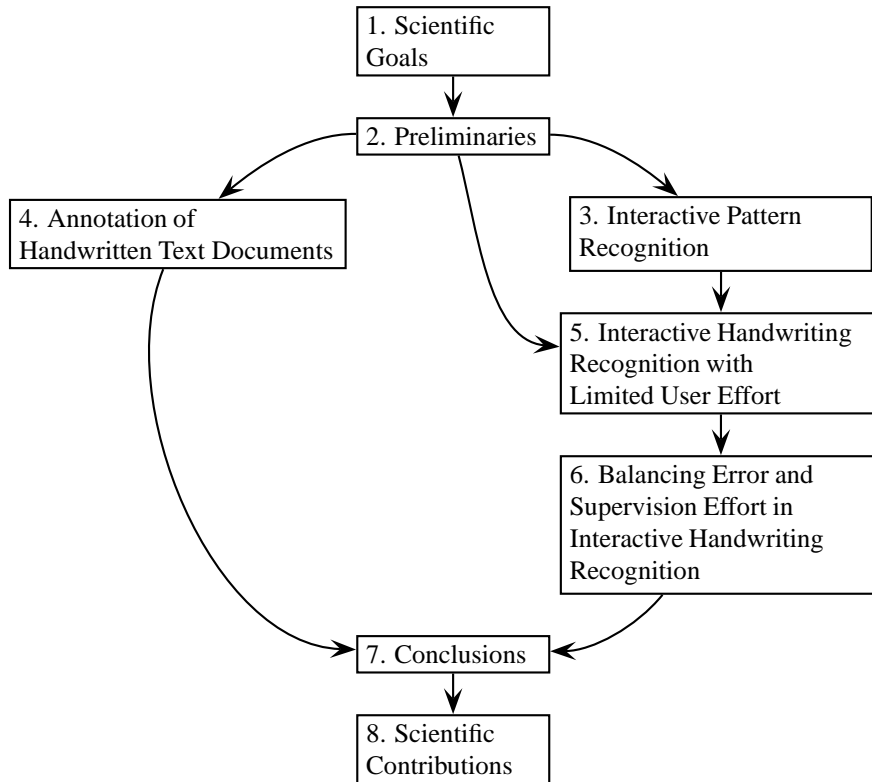 1. Scientific
Goals
2. Preliminaries
4. Annotation of
Handwritten Text Documents
3. Interactive Pattern
Recognition
5. Interactive Handwriting
Recognition with
Limited User Effort
6. Balancing Error and
Supervision Effort in
Interactive Handwriting
Recognition
7. Conclusions
8. Scientific
Contributions